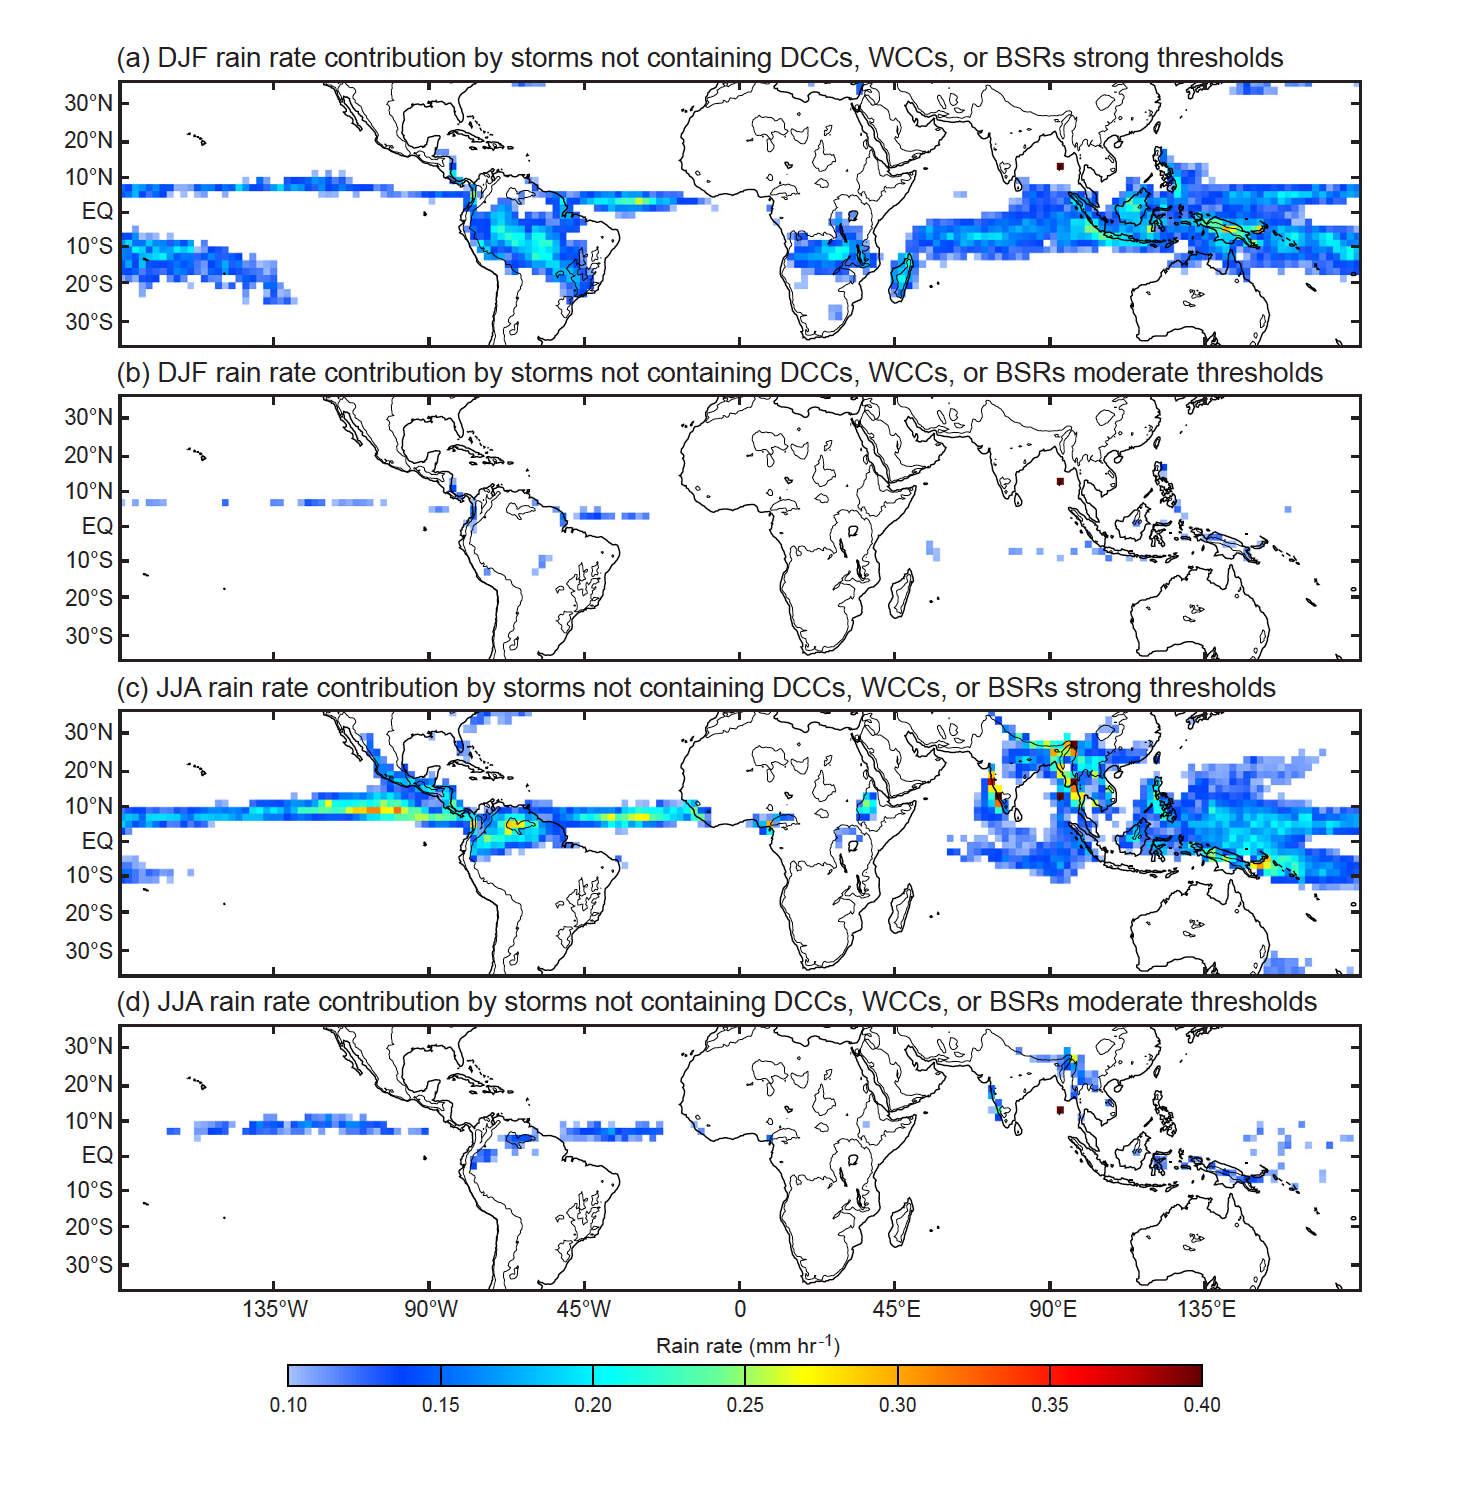 (a) DJF rain rate contribution by storms not containing DCCs, WCCs, or BSRs strong thresholds
30°N
20°N
10°N
EQ
10°S
20°S
30°S
(b) DJF rain rate contribution by storms not containing DCCs, WCCs, or BSRs moderate thresholds
30°N
20°N
10°N
EQ
10°S
20°S
30°S
(c) JJA rain rate contribution by storms not containing DCCs, WCCs, or BSRs strong thresholds
30°N
20°N
10°N
EQ
10°S
20°S
30°S
(d) JJA rain rate contribution by storms not containing DCCs, WCCs, or BSRs moderate thresholds
30°N
20°N
10°N
EQ
10°S
20°S
30°S
135°W 90°W 45°W 0 45°E 90°E 135°E
Rain rate (mm hr⁻¹)
0.10 0.15 0.20 0.25 0.30 0.35 0.40